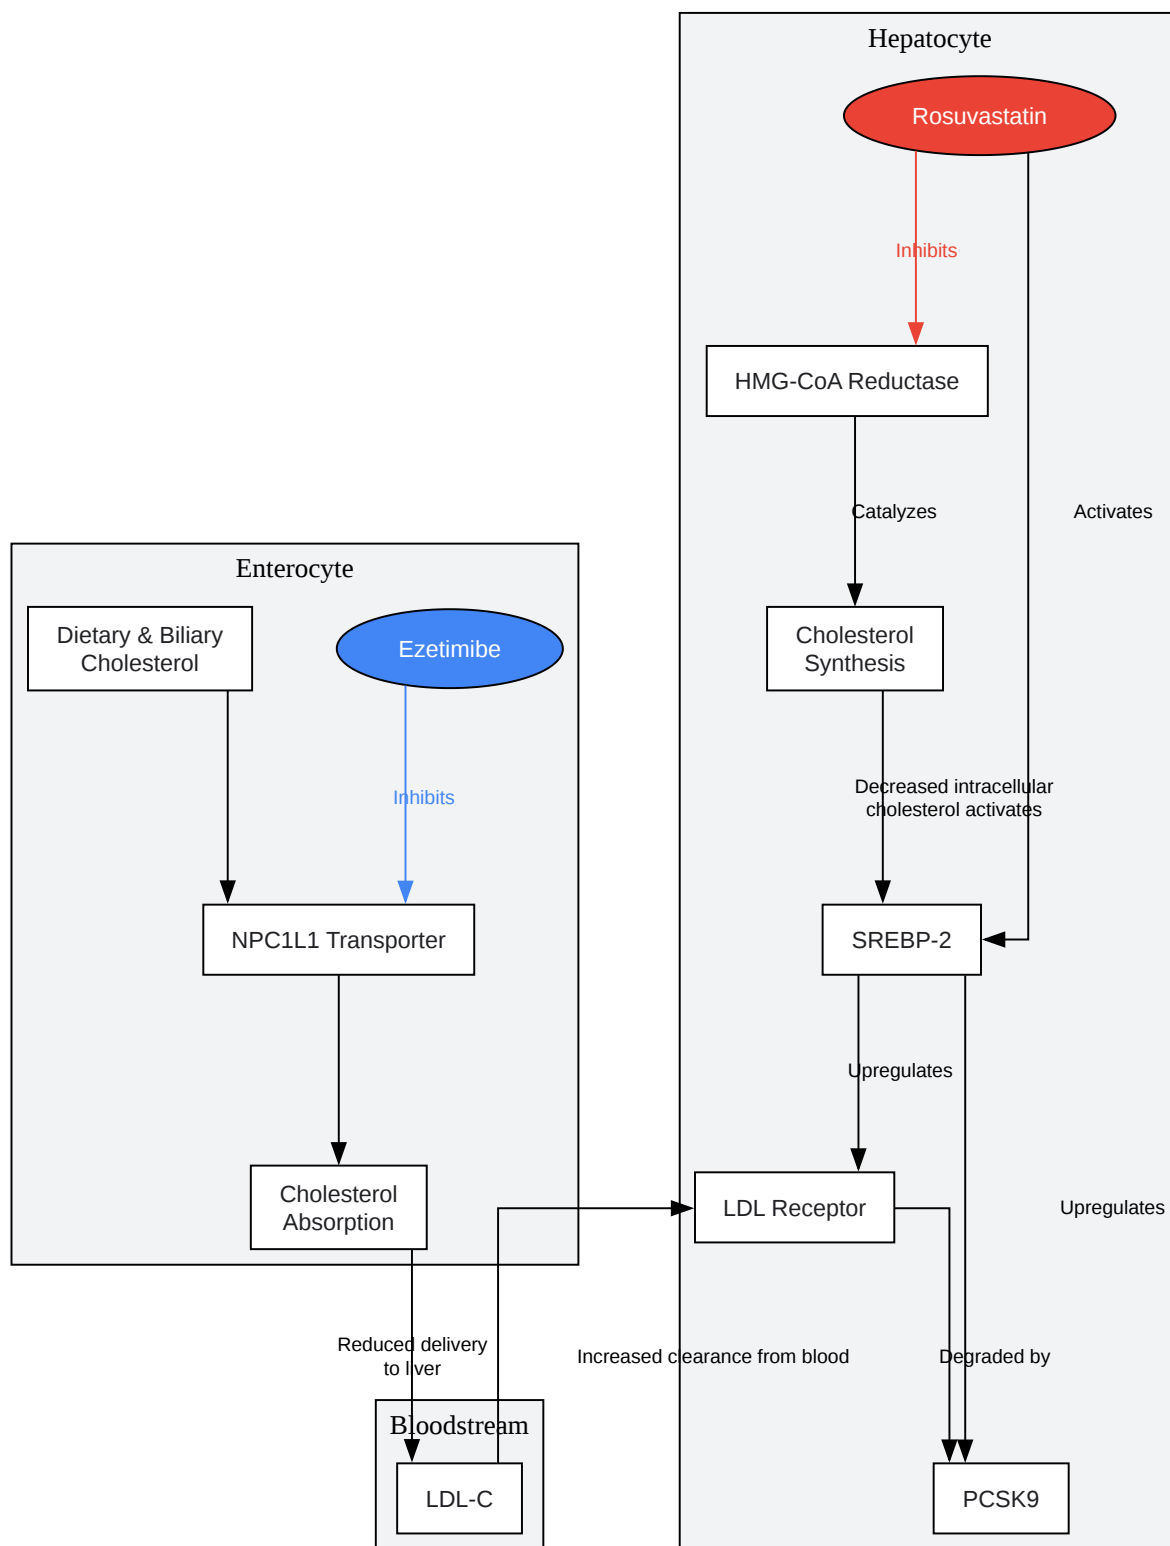 Hepatocyte
Rosuvastatin
Inhibits
HMG-CoA Reductase
Catalyzes
Activates
Enterocyte
Dietary & Biliary
Cholesterol
Ezetimibe
Cholesterol
Synthesis
Inhibits
Decreased intracellular
cholesterol activates
NPC1L1 Transporter
SREBP-2
Upregulates
Cholesterol
Absorption
LDL Receptor
Upregulates
Reduced delivery
to liver
Increased clearance from blood
Degraded by
Bloodstream
LDL-C
PCSK9